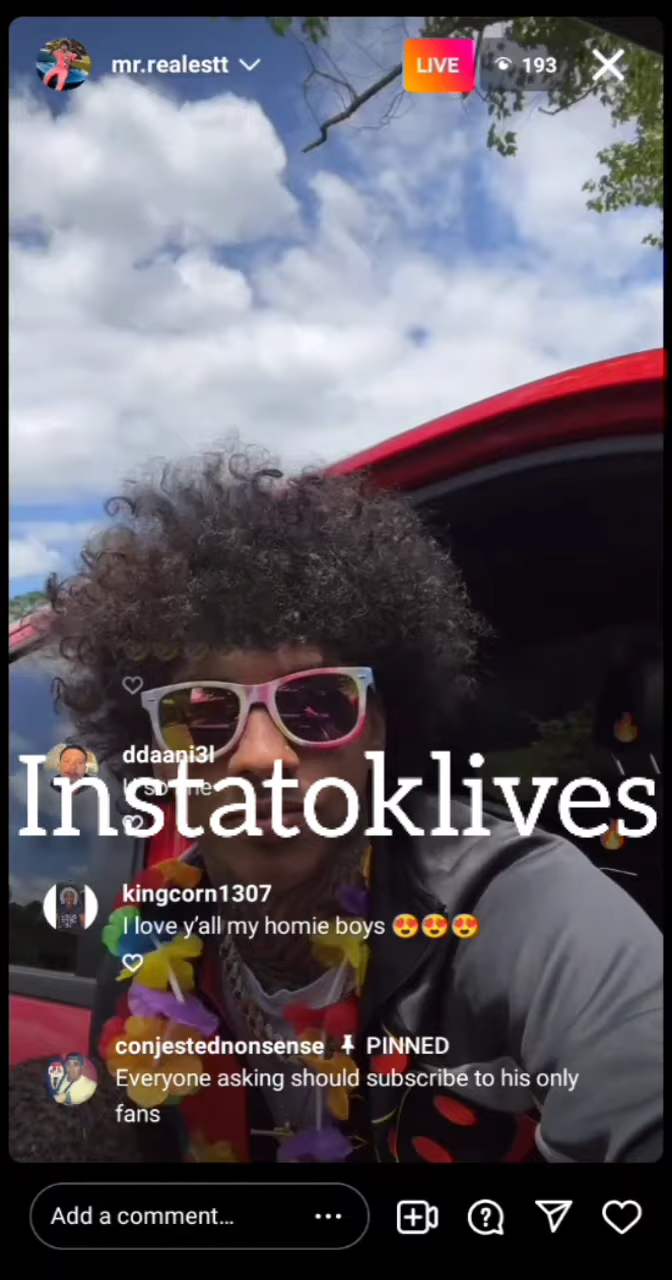 mr.realestt
LIVE
193
ddaani3l
Instatoklives
kingcorn1307
I love y'all my homie boys 😍😍😍
conjestednonsense PINNED
Everyone asking should subscribe to his only
fans
Add a comment...